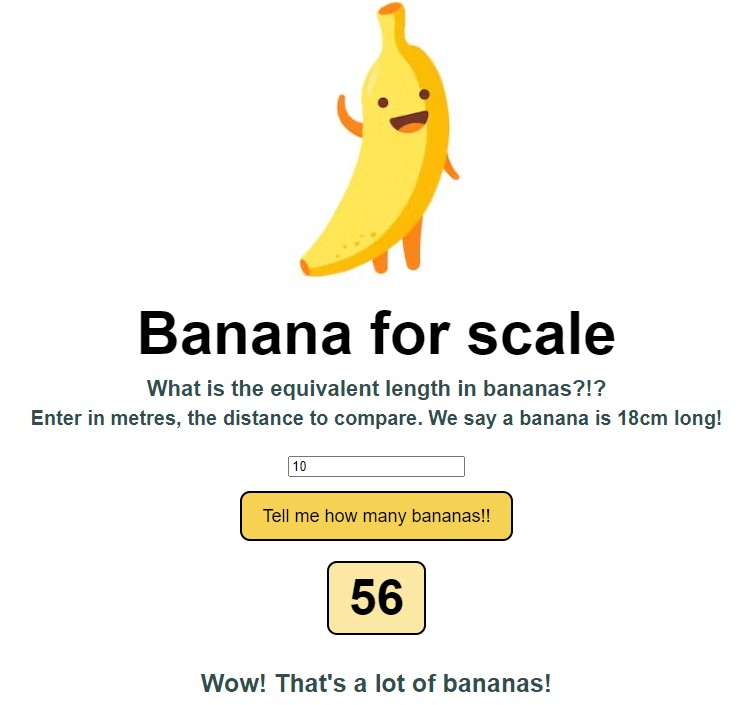 Banana for scale
What is the equivalent length in bananas?!?
Enter in metres, the distance to compare. We say a banana is 18cm long!
10
Tell me how many bananas!!
56
Wow! That's a lot of bananas!